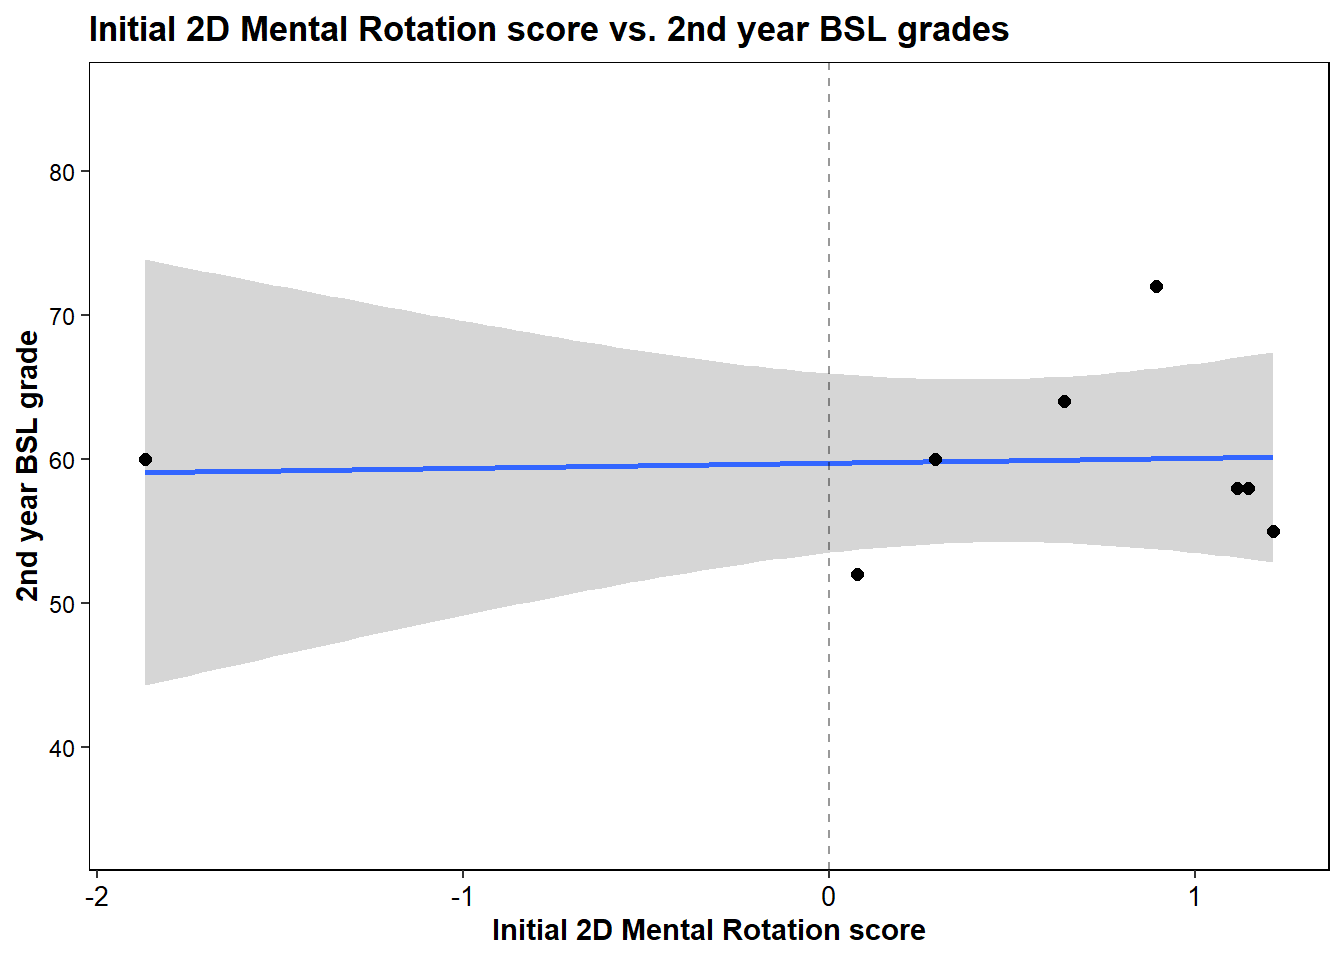 Initial 2D Mental Rotation score vs. 2nd year BSL grades
80
70
60
50
40
2nd year BSL grade
-2 -1 0 1
Initial 2D Mental Rotation score